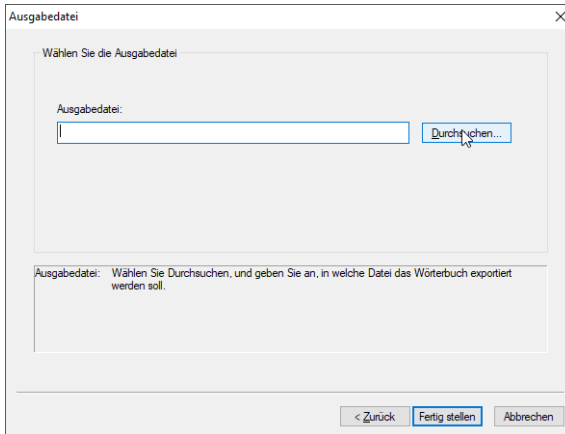 Ausgabedatei
Wählen Sie die Ausgabedatei
Ausgabedatei:
Durchsuchen...
Ausgabedatei: Wählen Sie Durchsuchen, und geben Sie an, in welche Datei das Wörterbuch exportiert
werden soll.
< Zurück Fertig stellen Abbrechen